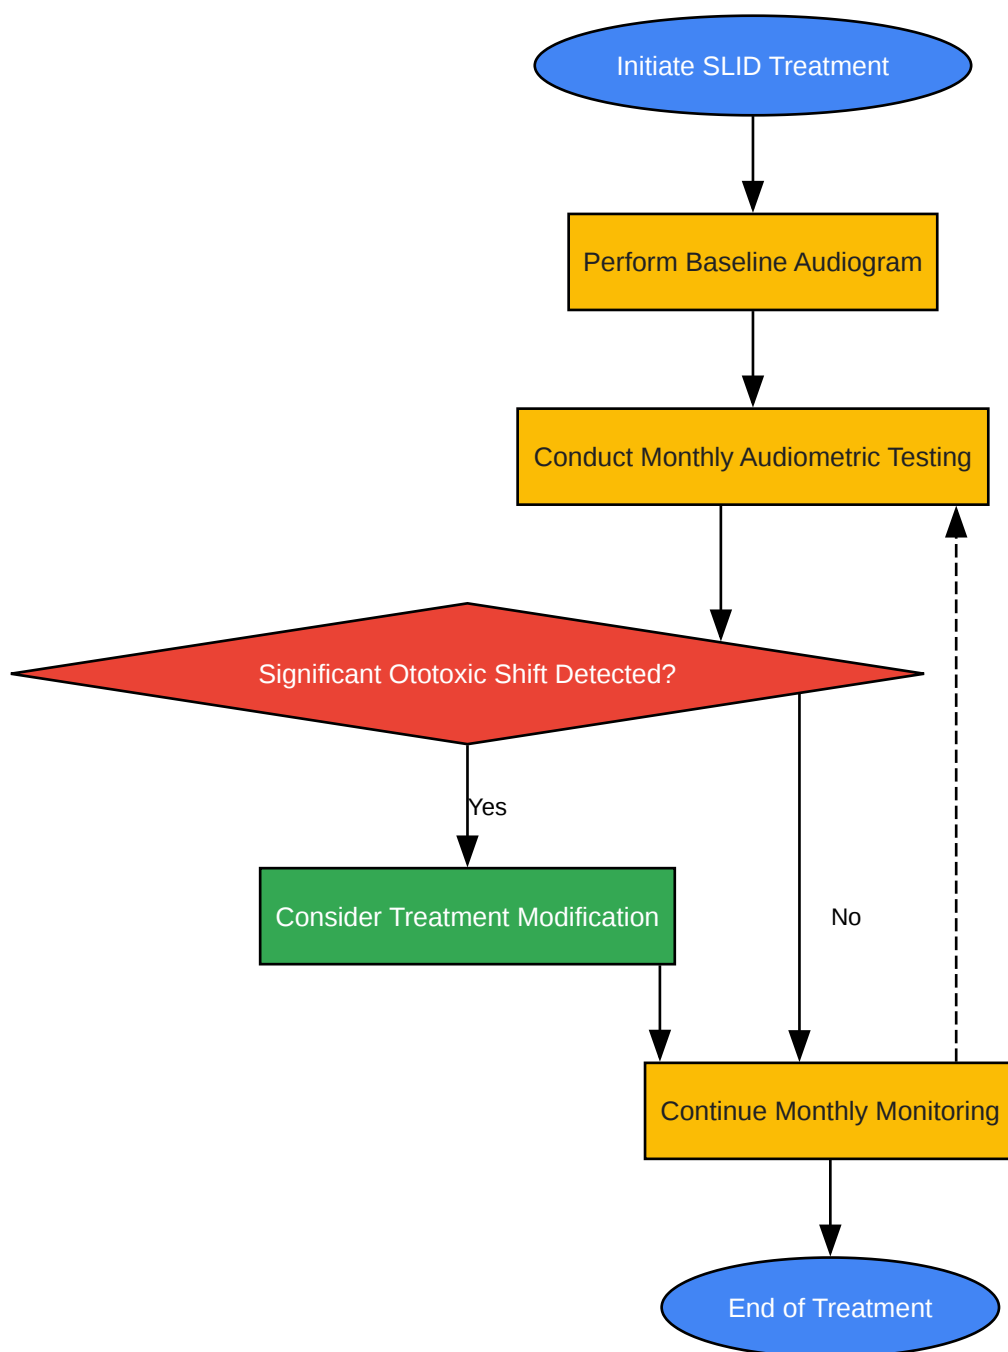 Initiate SLID Treatment
Perform Baseline Audiogram
Conduct Monthly Audiometric Testing
Significant Ototoxic Shift Detected?
Yes
Consider Treatment Modification
No
Continue Monthly Monitoring
End of Treatment